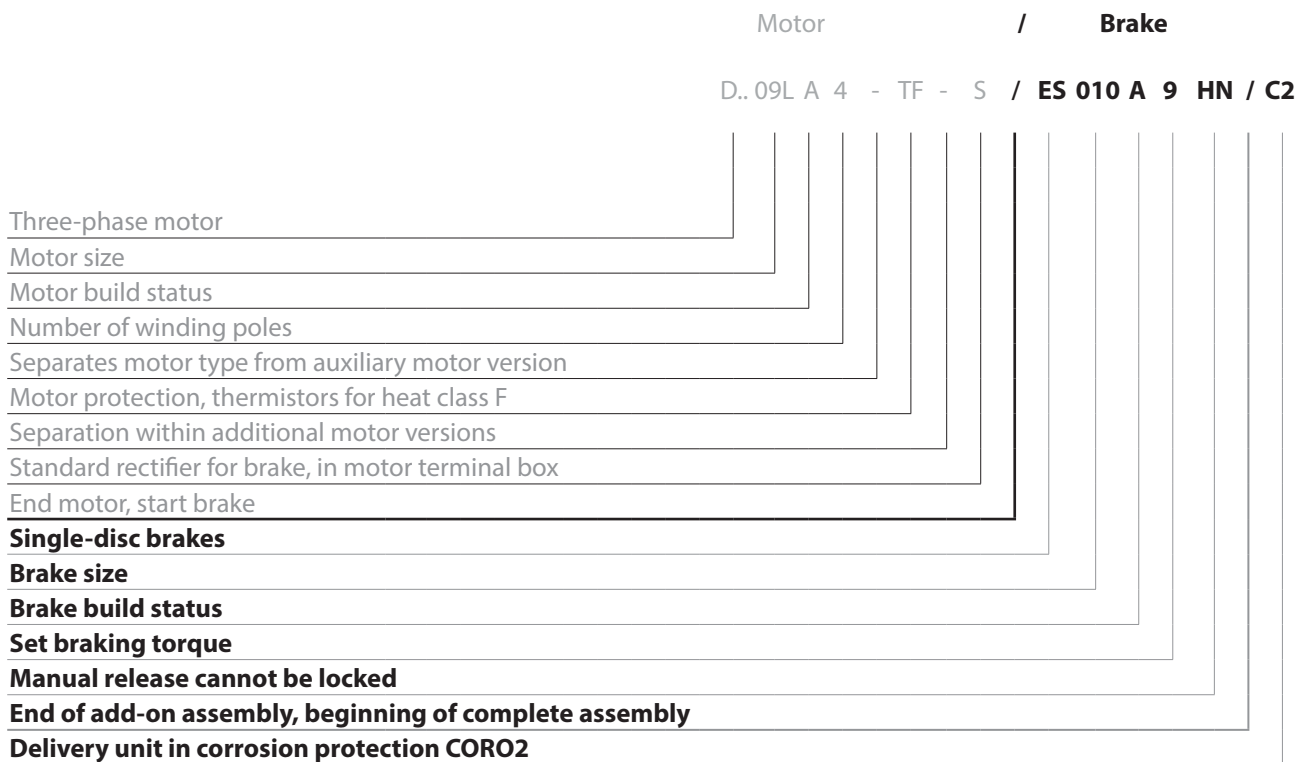 Motor / Brake
D.. 09L A 4 - TF - S / ES 010 A 9 HN / C2
Three-phase motor
Motor size
Motor build status
Number of winding poles
Separates motor type from auxiliary motor version
Motor protection, thermistors for heat class F
Separation within additional motor versions
Standard rectifier for brake, in motor terminal box
End motor, start brake
Single-disc brakes
Brake size
Brake build status
Set braking torque
Manual release cannot be locked
End of add-on assembly, beginning of complete assembly
Delivery unit in corrosion protection CORO2